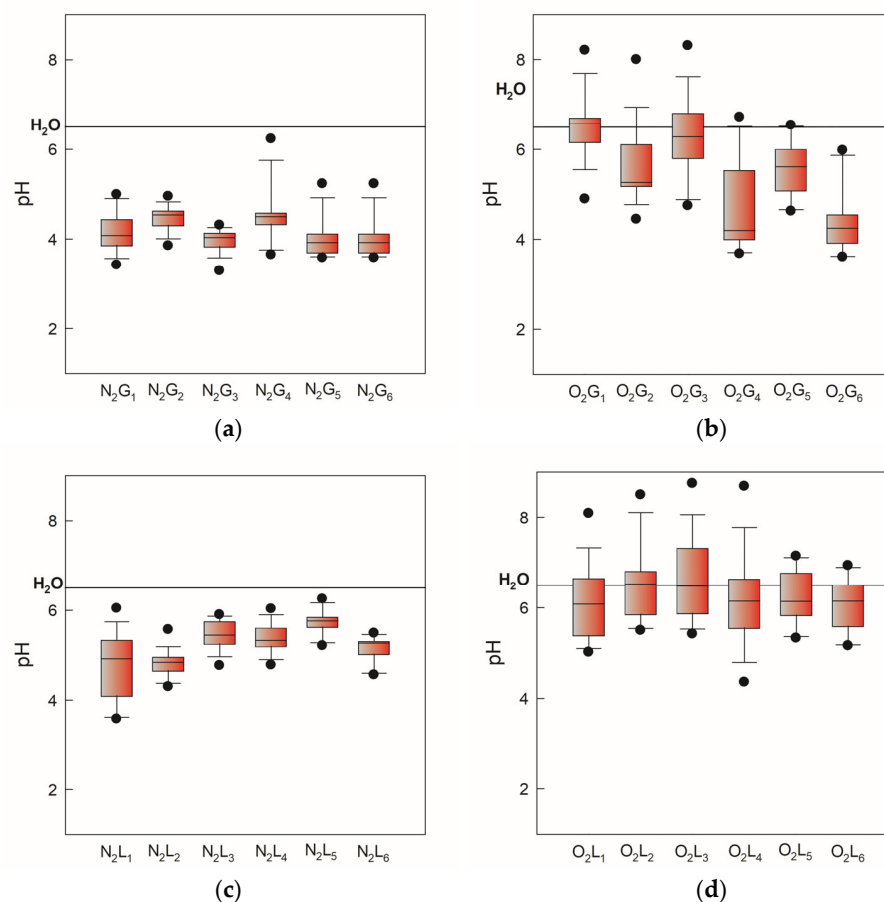 8
H₂O
6
pH
4
2
N₂G₁ N₂G₂ N₂G₃ N₂G₄ N₂G₅ N₂G₆
(a)
8
H₂O
6
pH
4
2
O₂G₁ O₂G₂ O₂G₃ O₂G₄ O₂G₅ O₂G₆
(b)
8
H₂O
6
pH
4
2
N₂L₁ N₂L₂ N₂L₃ N₂L₄ N₂L₅ N₂L₆
(c)
8
H₂O
6
pH
4
2
O₂L₁ O₂L₂ O₂L₃ O₂L₄ O₂L₅ O₂L₆
(d)